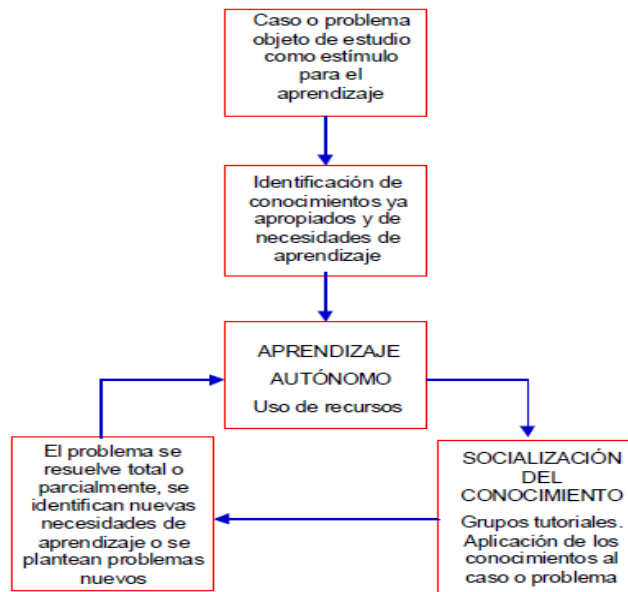 Caso o problema
objeto de estudio
como estímulo
para el
aprendizaje
Identificación de
conocimientos ya
apropiados y de
necesidades de
aprendizaje
APRENDIZAJE
AUTÓNOMO
Uso de recursos
El problema se
resuelve total o
parcialmente, se
identifican nuevas
necesidades de
aprendizaje o se
plantean problemas
nuevos
SOCIALIZACIÓN
DEL
CONOCIMIENTO
Grupos tutoriales.
Aplicación de los
conocimientos al
caso o problema